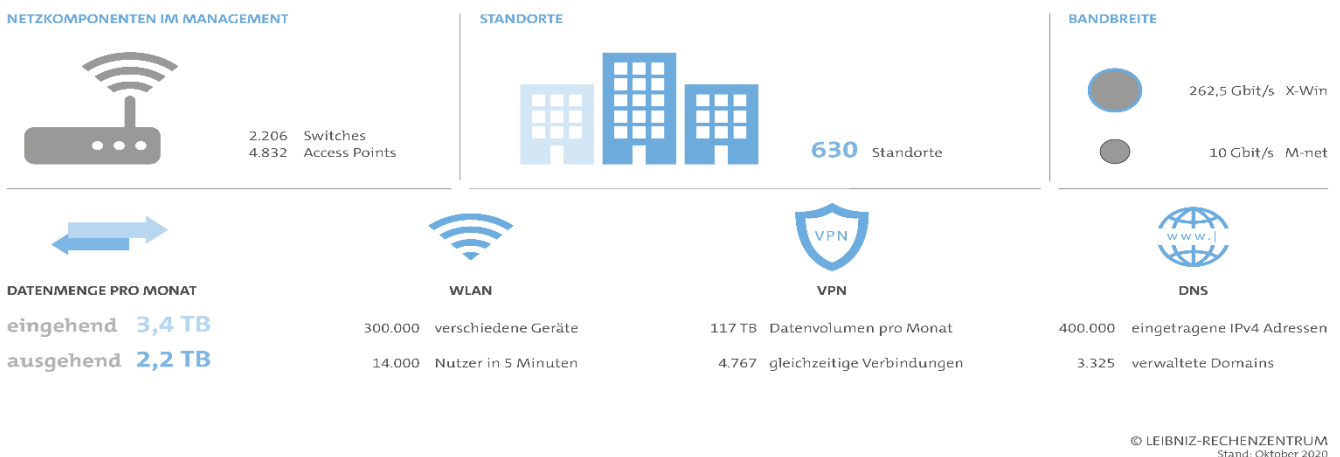 NETZKOMPONENTEN IM MANAGEMENT
2.206 Switches
4.832 Access Points
STANDORTE
630 Standorte
BANDBREITE
262,5 Gbit/s X-Win
10 Gbit/s M-net
DATENMENGE PRO MONAT
eingehend 3,4 TB
ausgehend 2,2 TB
WLAN
300.000 verschiedene Geräte
14.000 Nutzer in 5 Minuten
VPN
VPN
117 TB Datenvolumen pro Monat
4.767 gleichzeitige Verbindungen
www.|
DNS
400.000 eingetragene IPv4 Adressen
3.325 verwaltete Domains
© LEIBNIZ-RECHENZENTRUM
Stand: Oktober 2020